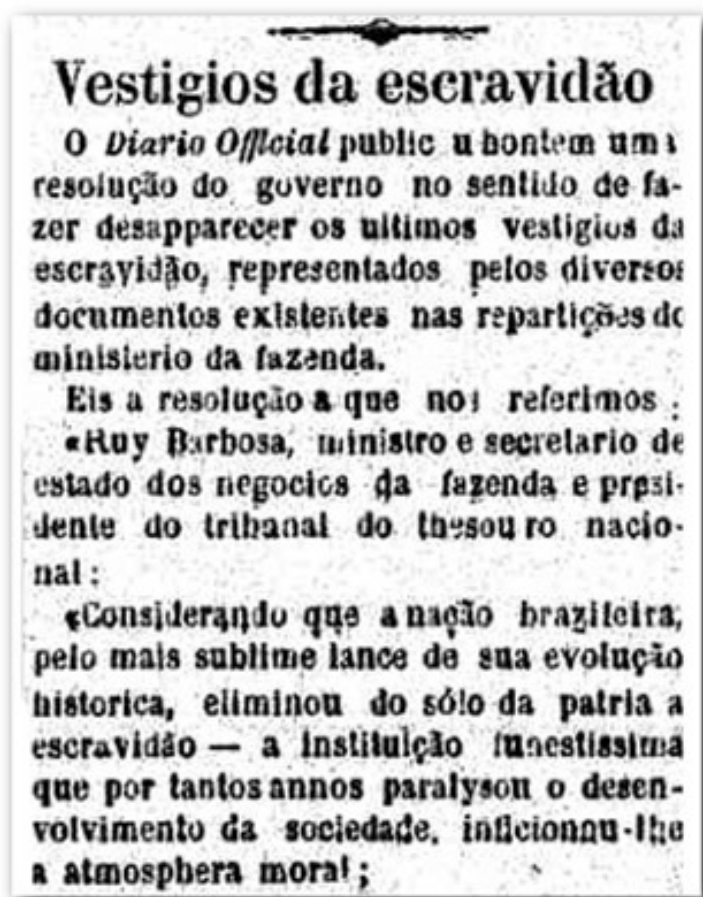 Vestigios da escravidão
O Diario Official public u hontem uma
resolução do governo no sentido de fa-
zer desapparecer os ultimos vestigios da
escravidão, representados pelos diversos
documentos existentes nas repartições do
ministerio da fazenda.
Eis a resolução a que nos referimos :
«Ruy Barbosa, ministro e secretario de
estado dos negocios da fazenda e presi-
dente do tribanal do thesouro nacio-
nal :
«Considerando que a nação brazileira,
pelo mais sublime lance de sua evolução
historica, eliminou do sólo da patria a
escravidão — a instituição funestissima
que por tantos annos paralysou o desen-
volvimento da sociedade, inficionou-lhe
a atmosphera moral ;